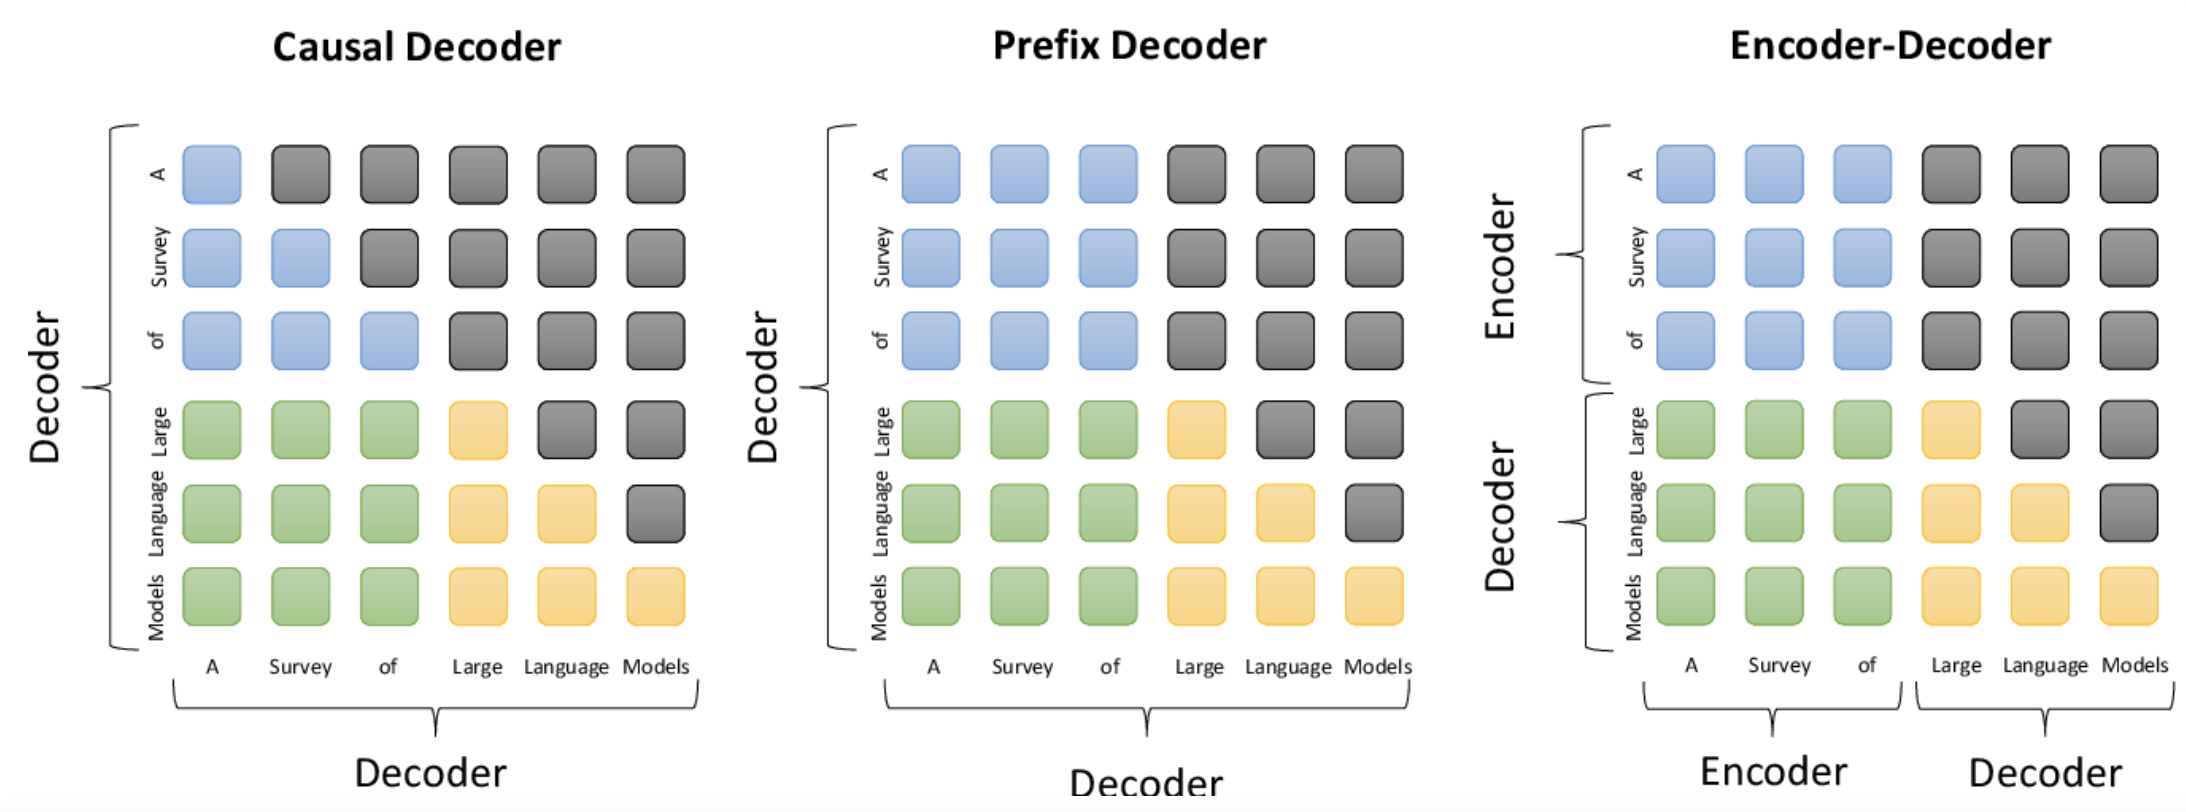 Causal Decoder
Decoder
A
Survey
of
Large
Language
Models
A Survey of Large Language Models
Decoder
Prefix Decoder
Decoder
A
Survey
of
Large
Language
Models
A Survey of Large Language Models
Decoder
Encoder-Decoder
Encoder
Decoder
A
Survey
of
Large
Language
Models
A Survey of Large Language Models
Encoder Decoder